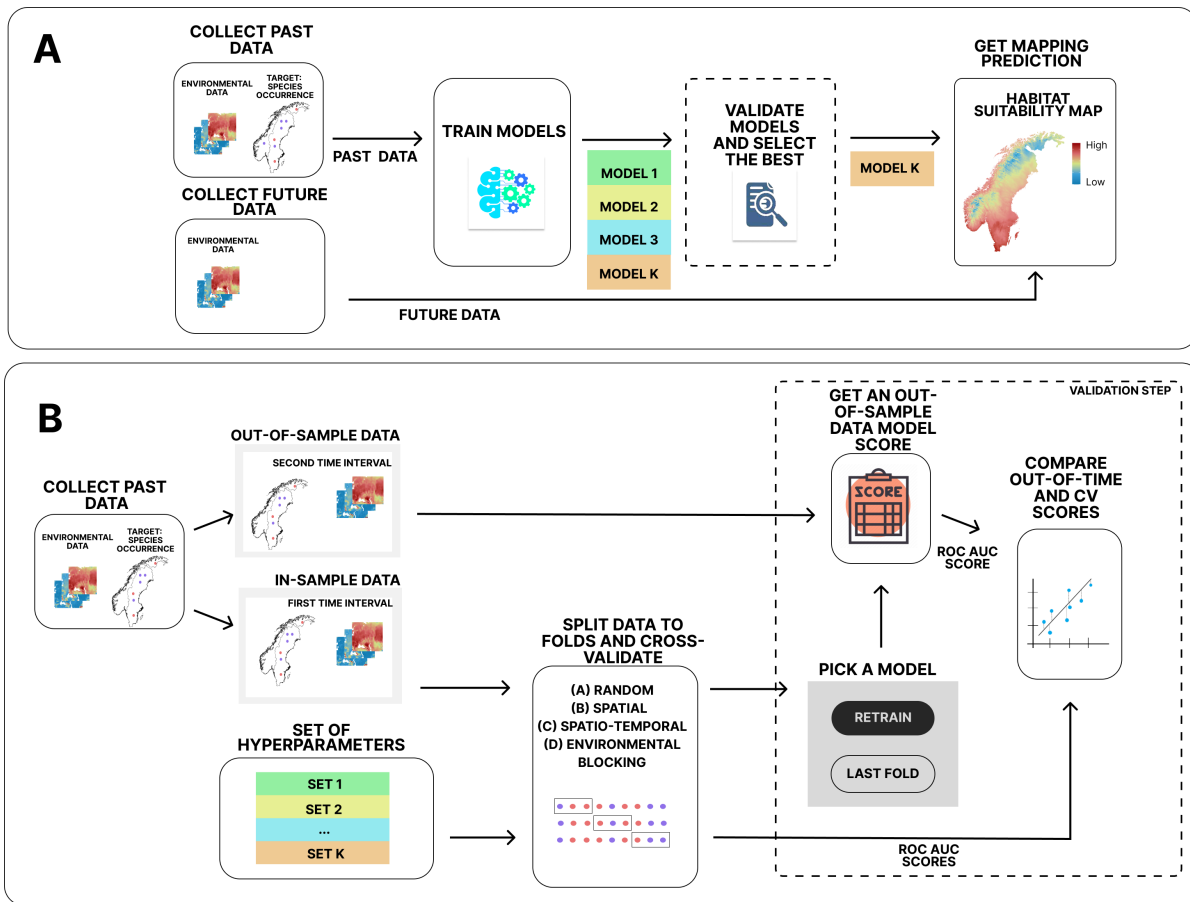 A
COLLECT PAST
DATA
ENVIRONMENTAL
DATA
TARGET:
SPECIES
OCCURRENCE
PAST DATA
COLLECT FUTURE
DATA
ENVIRONMENTAL
DATA
FUTURE DATA
TRAIN MODELS
MODEL 1
MODEL 2
MODEL 3
MODEL K
VALIDATE
MODELS
AND SELECT
THE BEST
MODEL K
GET MAPPING
PREDICTION
HABITAT
SUITABILITY MAP
High
Low
B
COLLECT PAST
DATA
ENVIRONMENTAL
DATA
TARGET:
SPECIES
OCCURRENCE
OUT-OF-SAMPLE DATA
SECOND TIME INTERVAL
IN-SAMPLE DATA
FIRST TIME INTERVAL
SET OF
HYPERPARAMETERS
SET 1
SET 2
...
SET K
SPLIT DATA TO
FOLDS AND CROSS-
VALIDATE
(A) RANDOM
(B) SPATIAL
(C) SPATIO-TEMPORAL
(D) ENVIRONMENTAL
BLOCKING
VALIDATION STEP
GET AN OUT-
OF-SAMPLE
DATA MODEL
SCORE
SCORE
ROC AUC
SCORE
PICK A MODEL
RETRAIN
LAST FOLD
COMPARE
OUT-OF-TIME
AND CV
SCORES
ROC AUC
SCORES